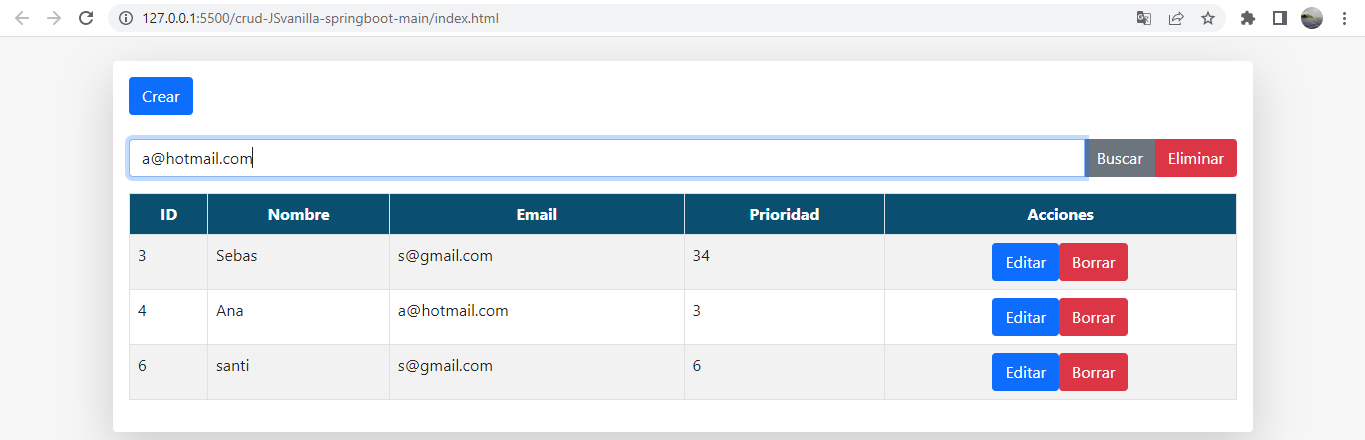 127.0.0.1:5500/crud-JSvanilla-springboot-main/index.html
Crear
a@hotmail.com Buscar Eliminar
ID Nombre Email Prioridad Acciones
3 Sebas s@gmail.com 34 Editar Borrar
4 Ana a@hotmail.com 3 Editar Borrar
6 santi s@gmail.com 6 Editar Borrar